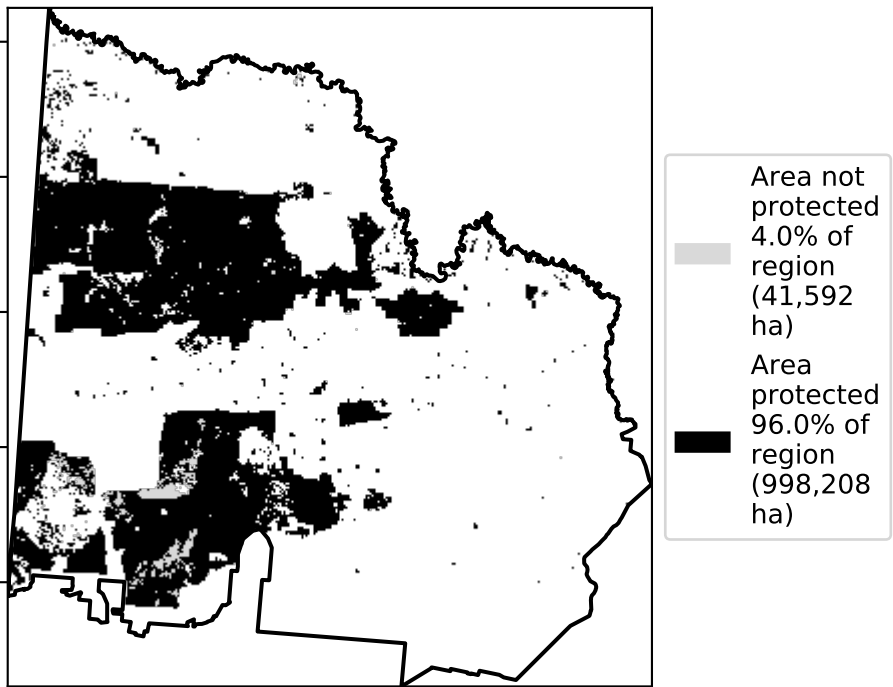 Area not
protected
4.0% of
region
(41,592
ha)
Area
protected
96.0% of
region
(998,208
ha)